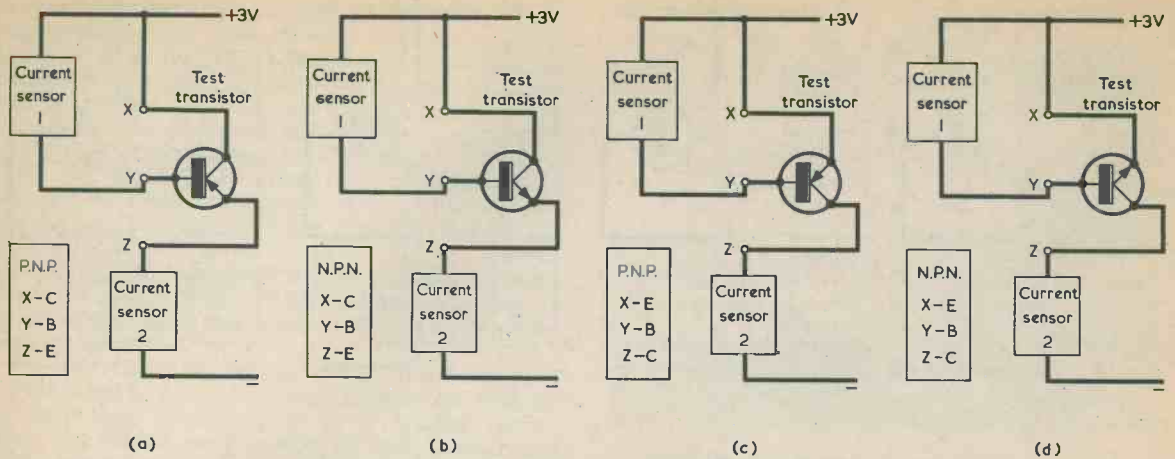 +3V
Current
sensor
1
Test
transistor
X
Y
Z
P.N.P.
X-C
Y-B
Z-E
Current
sensor
2
–
(a)
+3V
Current
sensor
1
Test
transistor
X
Y
Z
N.P.N.
X-C
Y-B
Z-E
Current
sensor
2
–
(b)
+3V
Current
sensor
1
Test
transistor
X
Y
Z
P.N.P.
X-E
Y-B
Z-C
Current
sensor
2
–
(c)
+3V
Current
sensor
1
Test
transistor
X
Y
Z
N.P.N.
X-E
Y-B
Z-C
Current
sensor
2
–
(d)